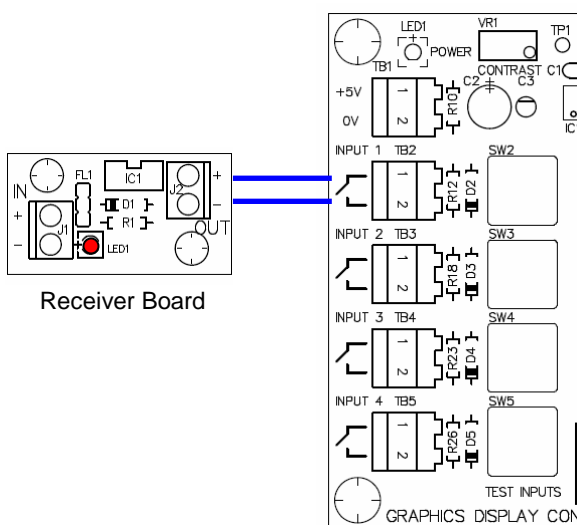 LED1
+
POWER
VR1
TP1
TB1
CONTRAST
C1
C2
+
C3
+5V
1
R10
0V
2
IC
INPUT 1 TB2
SW2
1
R12
D2
2
INPUT 2 TB3
SW3
1
R18
D3
2
INPUT 3 TB4
SW4
1
R23
D4
2
INPUT 4 TB5
SW5
1
R26
D5
2
TEST INPUTS
GRAPHICS DISPLAY CON
IN
FL1
IC1
J2
+
+
D1
-
J1
R1
OUT
-
+
LED1
Receiver Board